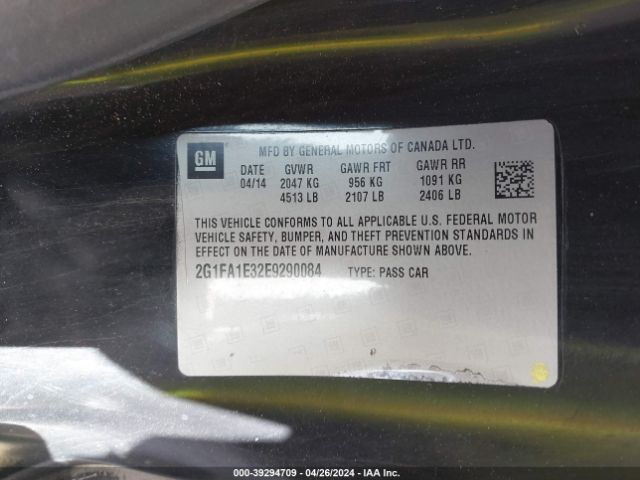 GM
MFD BY GENERAL MOTORS OF CANADA LTD.
DATE GVWR GAWR FRT GAWR RR
04/14 2047 KG 956 KG 1091 KG
4513 LB 2107 LB 2406 LB
THIS VEHICLE CONFORMS TO ALL APPLICABLE U.S. FEDERAL MOTOR
VEHICLE SAFETY, BUMPER, AND THEFT PREVENTION STANDARDS IN
EFFECT ON THE DATE OF MANUFACTURE SHOWN ABOVE.
2G1FA1E32E9290084 TYPE: PASS CAR
000-39294709 - 04/26/2024 - IAA Inc.